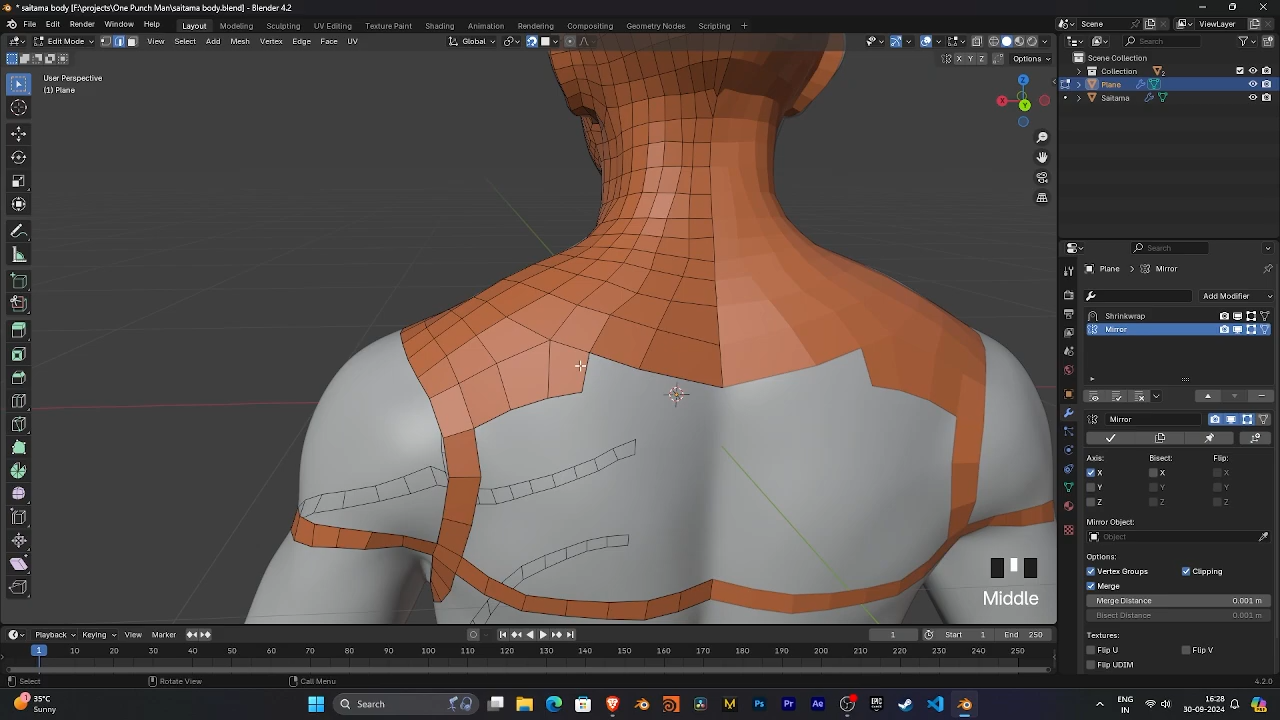 * saitama body [F:\projects\One Punch Man\saitama body.blend] - Blender 4.2
File Edit Render Window Help Layout Modeling Sculpting UV Editing Texture Paint Shading Animation Rendering Compositing Geometry Nodes Scripting + Scene ViewLayer
Edit Mode View Select Add Mesh Vertex Edge Face UV Global Search
X Y Z Options
Scene Collection
Collection 2
Plane
Saitama
User Perspective
(1) Plane
X
Y
Z
Search
Plane > Mirror
Add Modifier
Shrinkwrap
Mirror
Mirror
Axis: Bisect: Flip:
X X X
Y Y Y
Z Z Z
Mirror Object:
Object
Options:
Vertex Groups Clipping
Merge
Merge Distance 0.001 m
Bisect Distance 0.001 m
Textures:
Flip U Flip V
Flip UDIM
Middle
Playback Keying View Marker 1 Start 1 End 250
1 10 20 30 40 50 60 70 80 90 100 110 120 130 140 150 160 170 180 190 200 210 220 230 240 250
Select Rotate View Call Menu 4.2.0
35°C
Sunny
Search
ENG
IN
16:28
30-09-2024